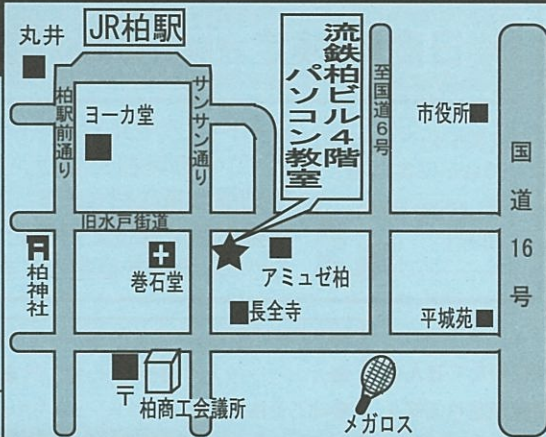 丸井
JR柏駅
流鉄柏ビル4階
パソコン教室
柏駅前通り
ヨーカ堂
サンサン通り
至国道6号
市役所
国道16号
旧水戸街道
柏神社
巻石堂
アミュゼ柏
長全寺
平城苑
〒
柏商工会議所
メガロス